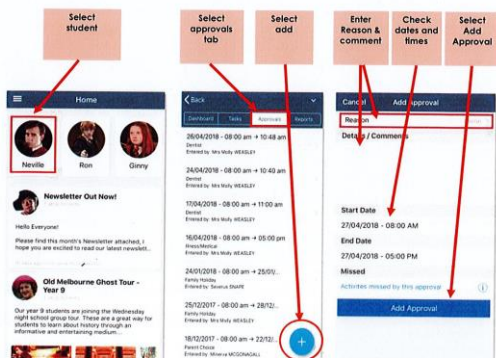 Select
student
Select
approvals
tab
Select
add
Enter
Reason &
comment
Check
dates and
times
Select
Add
Approval
Home
Neville
Ron
Ginny
Newsletter Out Now!
Hello Everyone!
Please find this month's Newsletter attached, I
hope you are excited to read our latest newslett...
Old Melbourne Ghost Tour -
Year 9
Our year 9 students are joining the Wednesday
night school group tour. These are a great way for
students to learn about history through an
informative and entertaining medium...
Back
Dashboard
Tasks
Approvals
Reports
26/04/2018 - 08:00 am → 10:48 am
Dentist
Entered by: Mrs Molly WEASLEY
24/04/2018 - 08:00 am → 10:40 am
Dentist
Entered by: Mrs Molly WEASLEY
17/04/2018 - 08:00 am → 11:00 am
Dentist
Entered by: Mrs Molly WEASLEY
16/04/2018 - 08:00 am → 05:00 pm
Illness/Medical
Entered by: Mrs Molly WEASLEY
24/01/2018 - 08:00 am → 25/01/...
Family Holiday
Entered by: Severus SNAPE
25/12/2017 - 08:00 am → 28/12/...
Family Holiday
Entered by: Mrs Molly WEASLEY
18/12/2017 - 08:00 am → 22/12/...
Parent Choice
Entered by: Minerva MCGONAGALL
+
Cancel
Add Approval
Reason
Details / Comments
Start Date
27/04/2018 - 08:00 AM
End Date
27/04/2018 - 05:00 PM
Missed
Activities missed by this approval
Add Approval